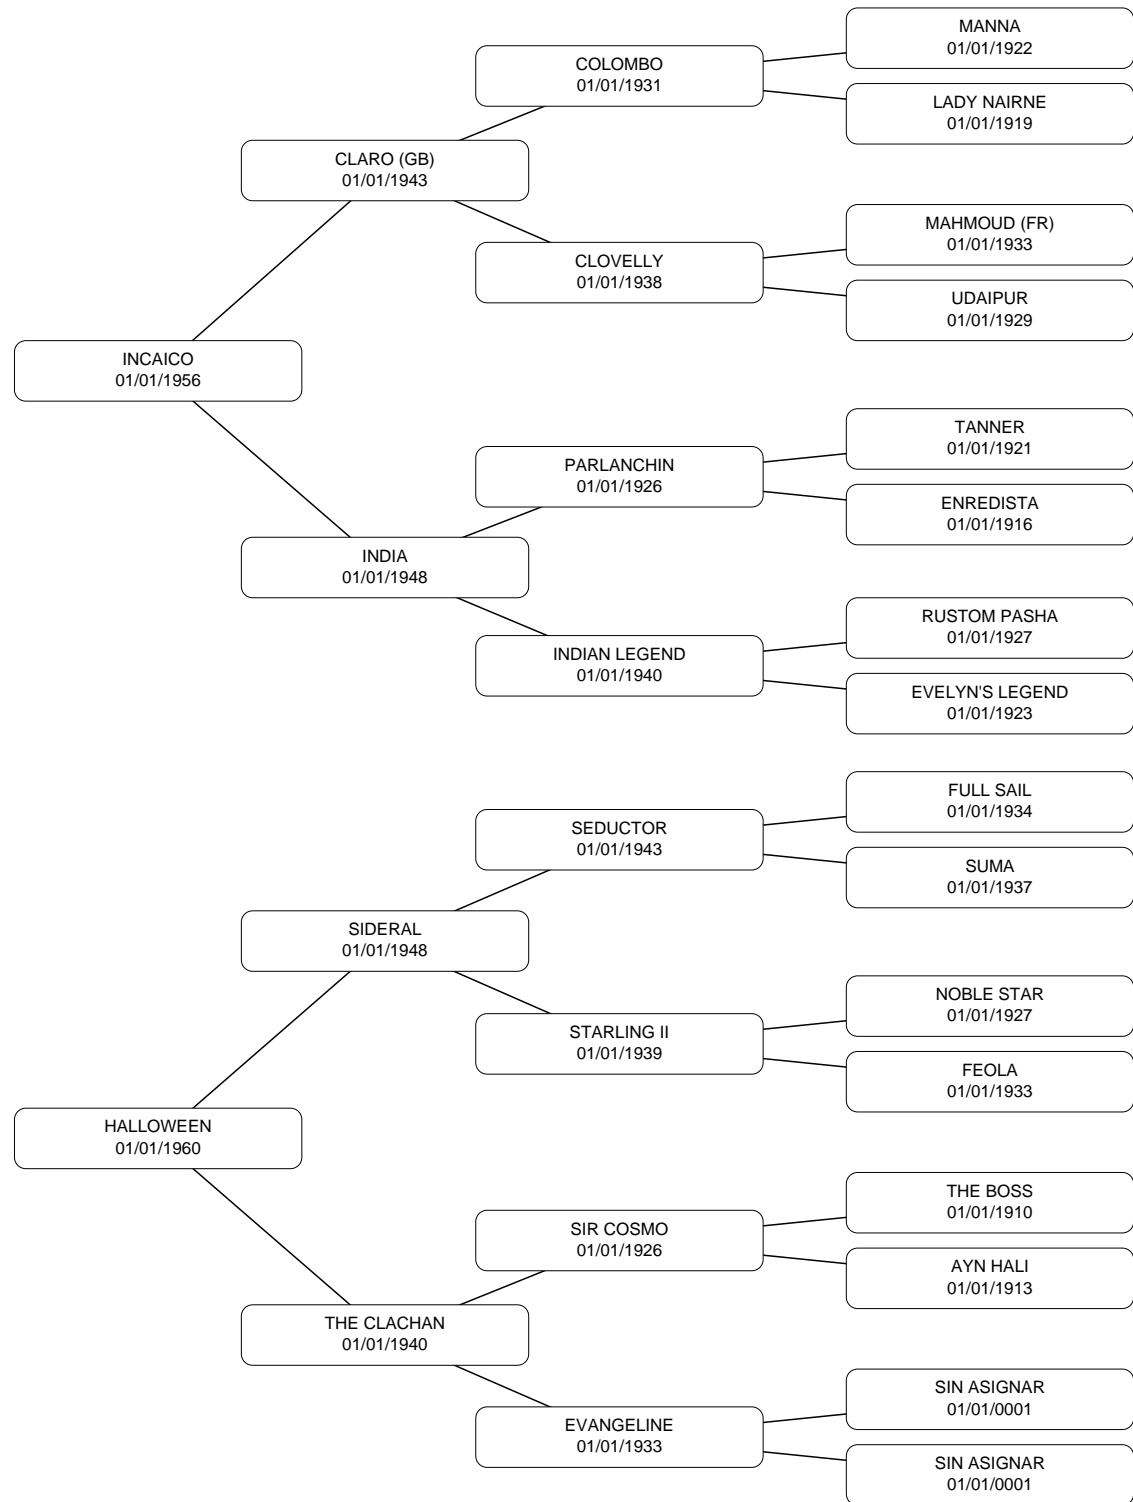 MANNA
01/01/1922
COLOMBO
01/01/1931
LADY NAIRNE
01/01/1919
CLARO (GB)
01/01/1943
MAHMOUD (FR)
01/01/1933
CLOVELLY
01/01/1938
UDAIPUR
01/01/1929
INCAICO
01/01/1956
TANNER
01/01/1921
PARLANCHIN
01/01/1926
ENREDISTA
01/01/1916
INDIA
01/01/1948
RUSTOM PASHA
01/01/1927
INDIAN LEGEND
01/01/1940
EVELYN'S LEGEND
01/01/1923
FULL SAIL
01/01/1934
SEDUCTOR
01/01/1943
SUMA
01/01/1937
SIDERAL
01/01/1948
NOBLE STAR
01/01/1927
STARLING II
01/01/1939
FEOLA
01/01/1933
HALLOWEEN
01/01/1960
THE BOSS
01/01/1910
SIR COSMO
01/01/1926
AYN HALI
01/01/1913
THE CLACHAN
01/01/1940
SIN ASIGNAR
01/01/0001
EVANGELINE
01/01/1933
SIN ASIGNAR
01/01/0001